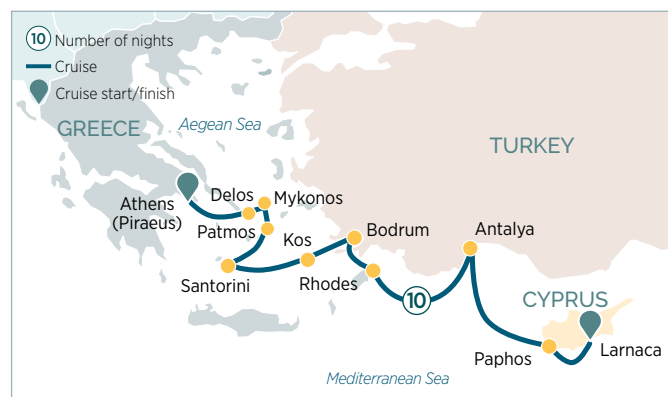 10 Number of nights
Cruise
Cruise start/finish
GREECE
Aegean Sea
TURKEY
Athens
(Piraeus)
Delos
Mykonos
Patmos
Kos
Bodrum
Antalya
Santorini
Rhodes
10
CYPRUS
Paphos
Larnaca
Mediterranean Sea